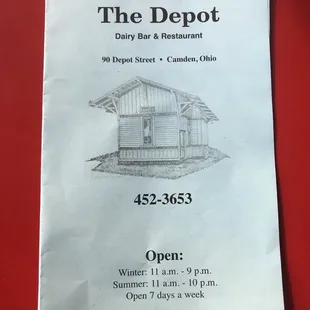 The Depot
Dairy Bar & Restaurant
90 Depot Street • Camden, Ohio
452-3653
Open:
Winter: 11 a.m. - 9 p.m.
Summer: 11 a.m. - 10 p.m.
Open 7 days a week